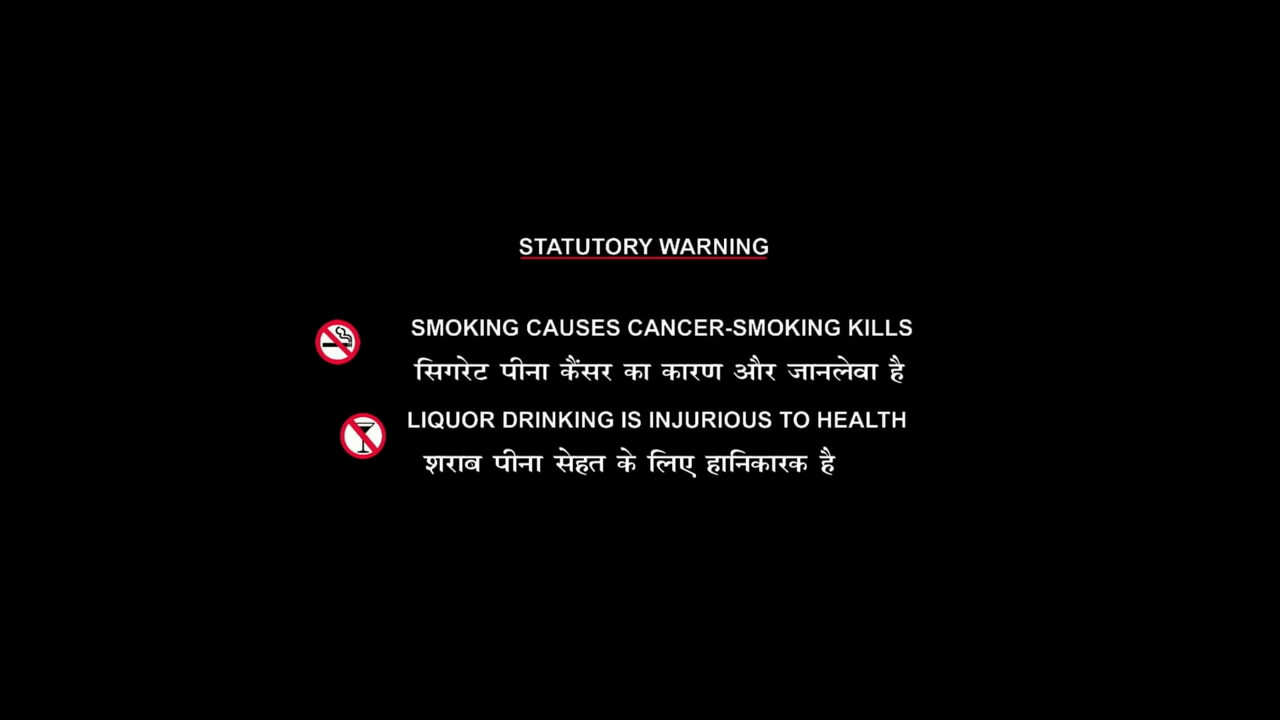 STATUTORY WARNING
SMOKING CAUSES CANCER-SMOKING KILLS
सिगरेट पीना कैंसर का कारण और जानलेवा है
LIQUOR DRINKING IS INJURIOUS TO HEALTH
शराब पीना सेहत के लिए हानिकारक है